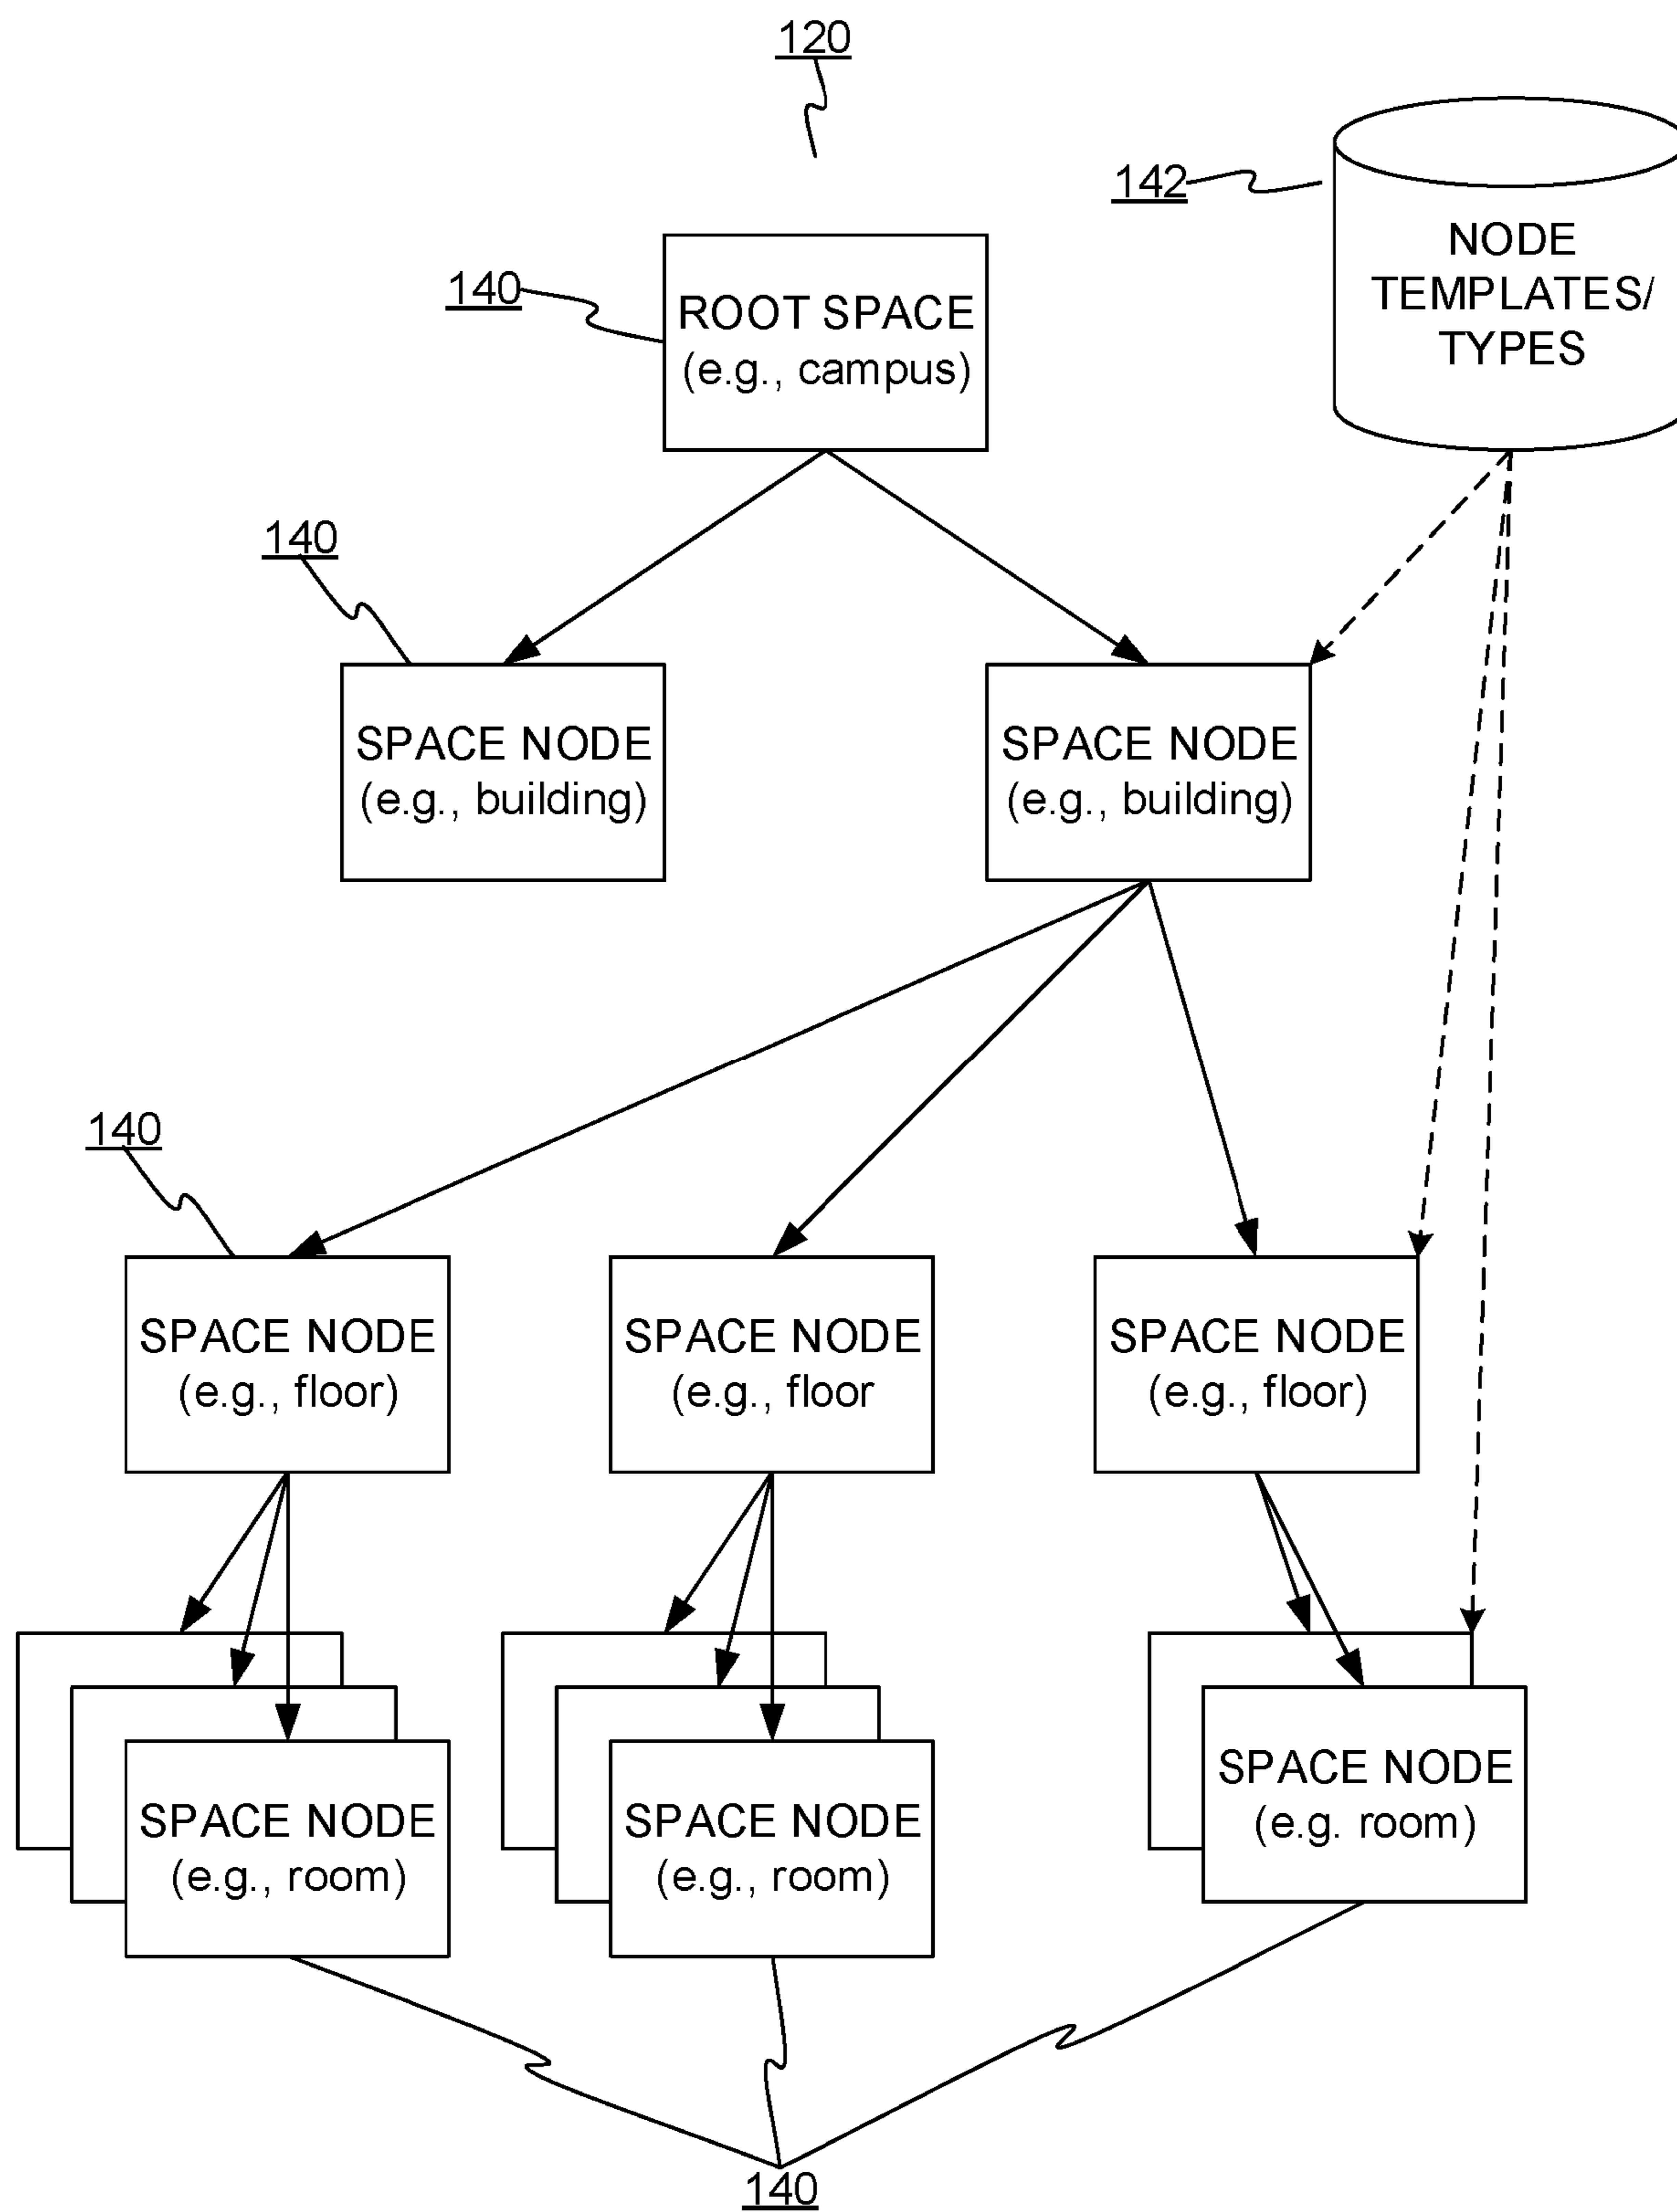 120
142
NODE
TEMPLATES/
TYPES
140
ROOT SPACE
(e.g., campus)
140
SPACE NODE
(e.g., building)
SPACE NODE
(e.g., building)
140
SPACE NODE
(e.g., floor)
SPACE NODE
(e.g., floor
SPACE NODE
(e.g., floor)
SPACE NODE
(e.g., room)
SPACE NODE
(e.g., room)
SPACE NODE
(e.g. room)
140